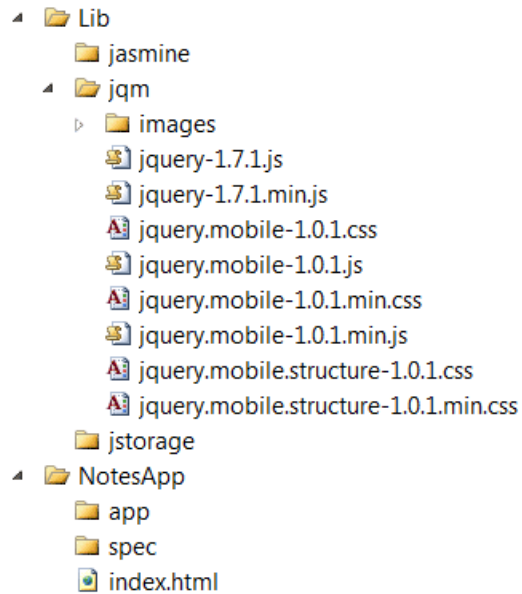 Lib
jasmine
jqm
images
jquery-1.7.1.js
jquery-1.7.1.min.js
jquery.mobile-1.0.1.css
jquery.mobile-1.0.1.js
jquery.mobile-1.0.1.min.css
jquery.mobile-1.0.1.min.js
jquery.mobile.structure-1.0.1.css
jquery.mobile.structure-1.0.1.min.css
jstorage
NotesApp
app
spec
index.html